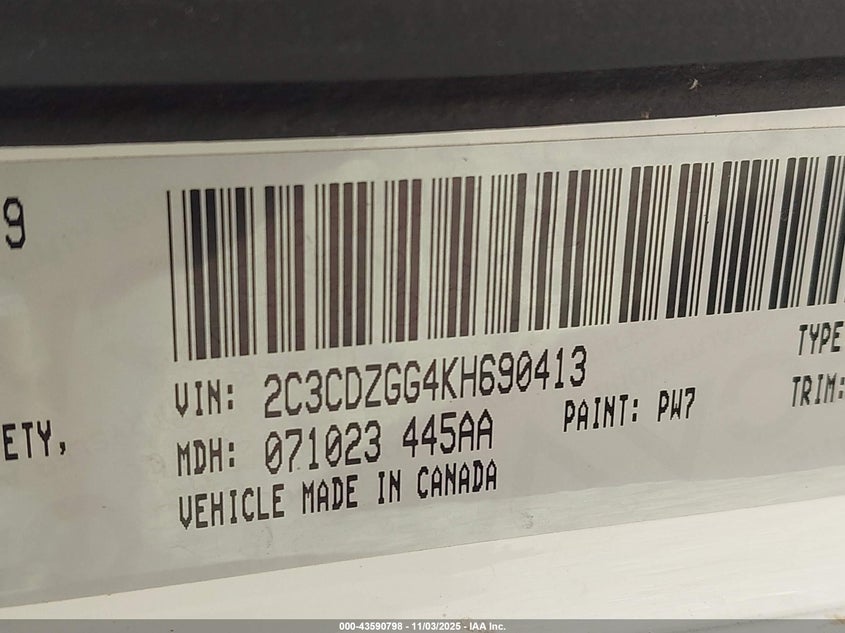 9
VIN: 2C3CDZGG4KH690413
TYPE
ETY,
MDH: 071023 445AA
PAINT: PW7
TRIM:
VEHICLE MADE IN CANADA
000-43590798 - 11/03/2025 - IAA Inc.